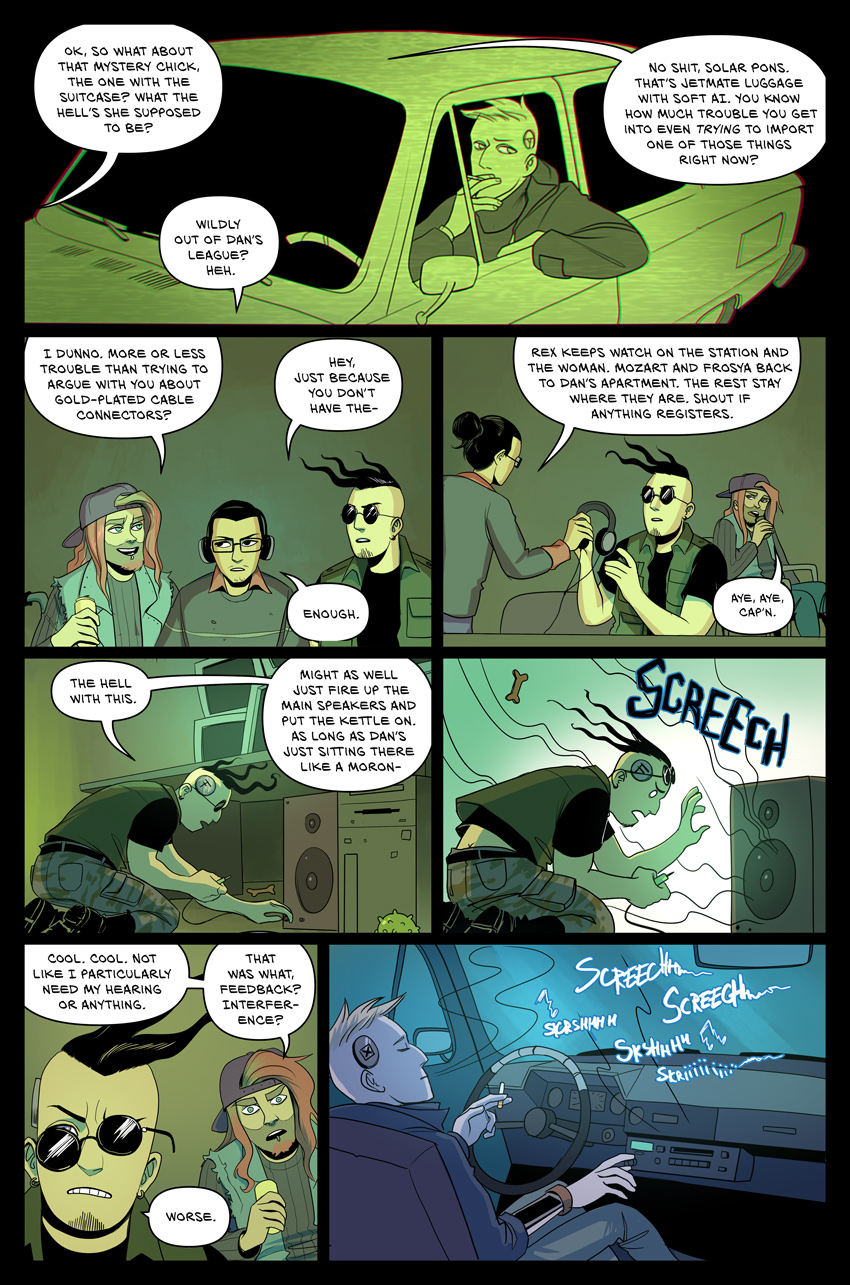 OK, SO WHAT ABOUT
THAT MYSTERY CHICK,
THE ONE WITH THE
SUITCASE? WHAT THE
HELL'S SHE SUPPOSED
TO BE?
NO SHIT, SOLAR PONS.
THAT'S JETMATE LUGGAGE
WITH SOFT AI. YOU KNOW
HOW MUCH TROUBLE YOU GET
INTO EVEN TRYING TO IMPORT
ONE OF THOSE THINGS
RIGHT NOW?
WILDLY
OUT OF DAN'S
LEAGUE?
HEH.
I DUNNO. MORE OR LESS
TROUBLE THAN TRYING TO
ARGUE WITH YOU ABOUT
GOLD-PLATED CABLE
CONNECTORS?
HEY,
JUST BECAUSE
YOU DON'T
HAVE THE-
ENOUGH.
REX KEEPS WATCH ON THE STATION AND
THE WOMAN. MOZART AND FROSYA BACK
TO DAN'S APARTMENT. THE REST STAY
WHERE THEY ARE. SHOUT IF
ANYTHING REGISTERS.
AYE, AYE,
CAP'N.
THE HELL
WITH THIS.
MIGHT AS WELL
JUST FIRE UP THE
MAIN SPEAKERS AND
PUT THE KETTLE ON.
AS LONG AS DAN'S
JUST SITTING THERE
LIKE A MORON-
SCREECH
COOL. COOL. NOT
LIKE I PARTICULARLY
NEED MY HEARING
OR ANYTHING.
THAT
WAS WHAT,
FEEDBACK?
INTERFER-
ENCE?
WORSE.